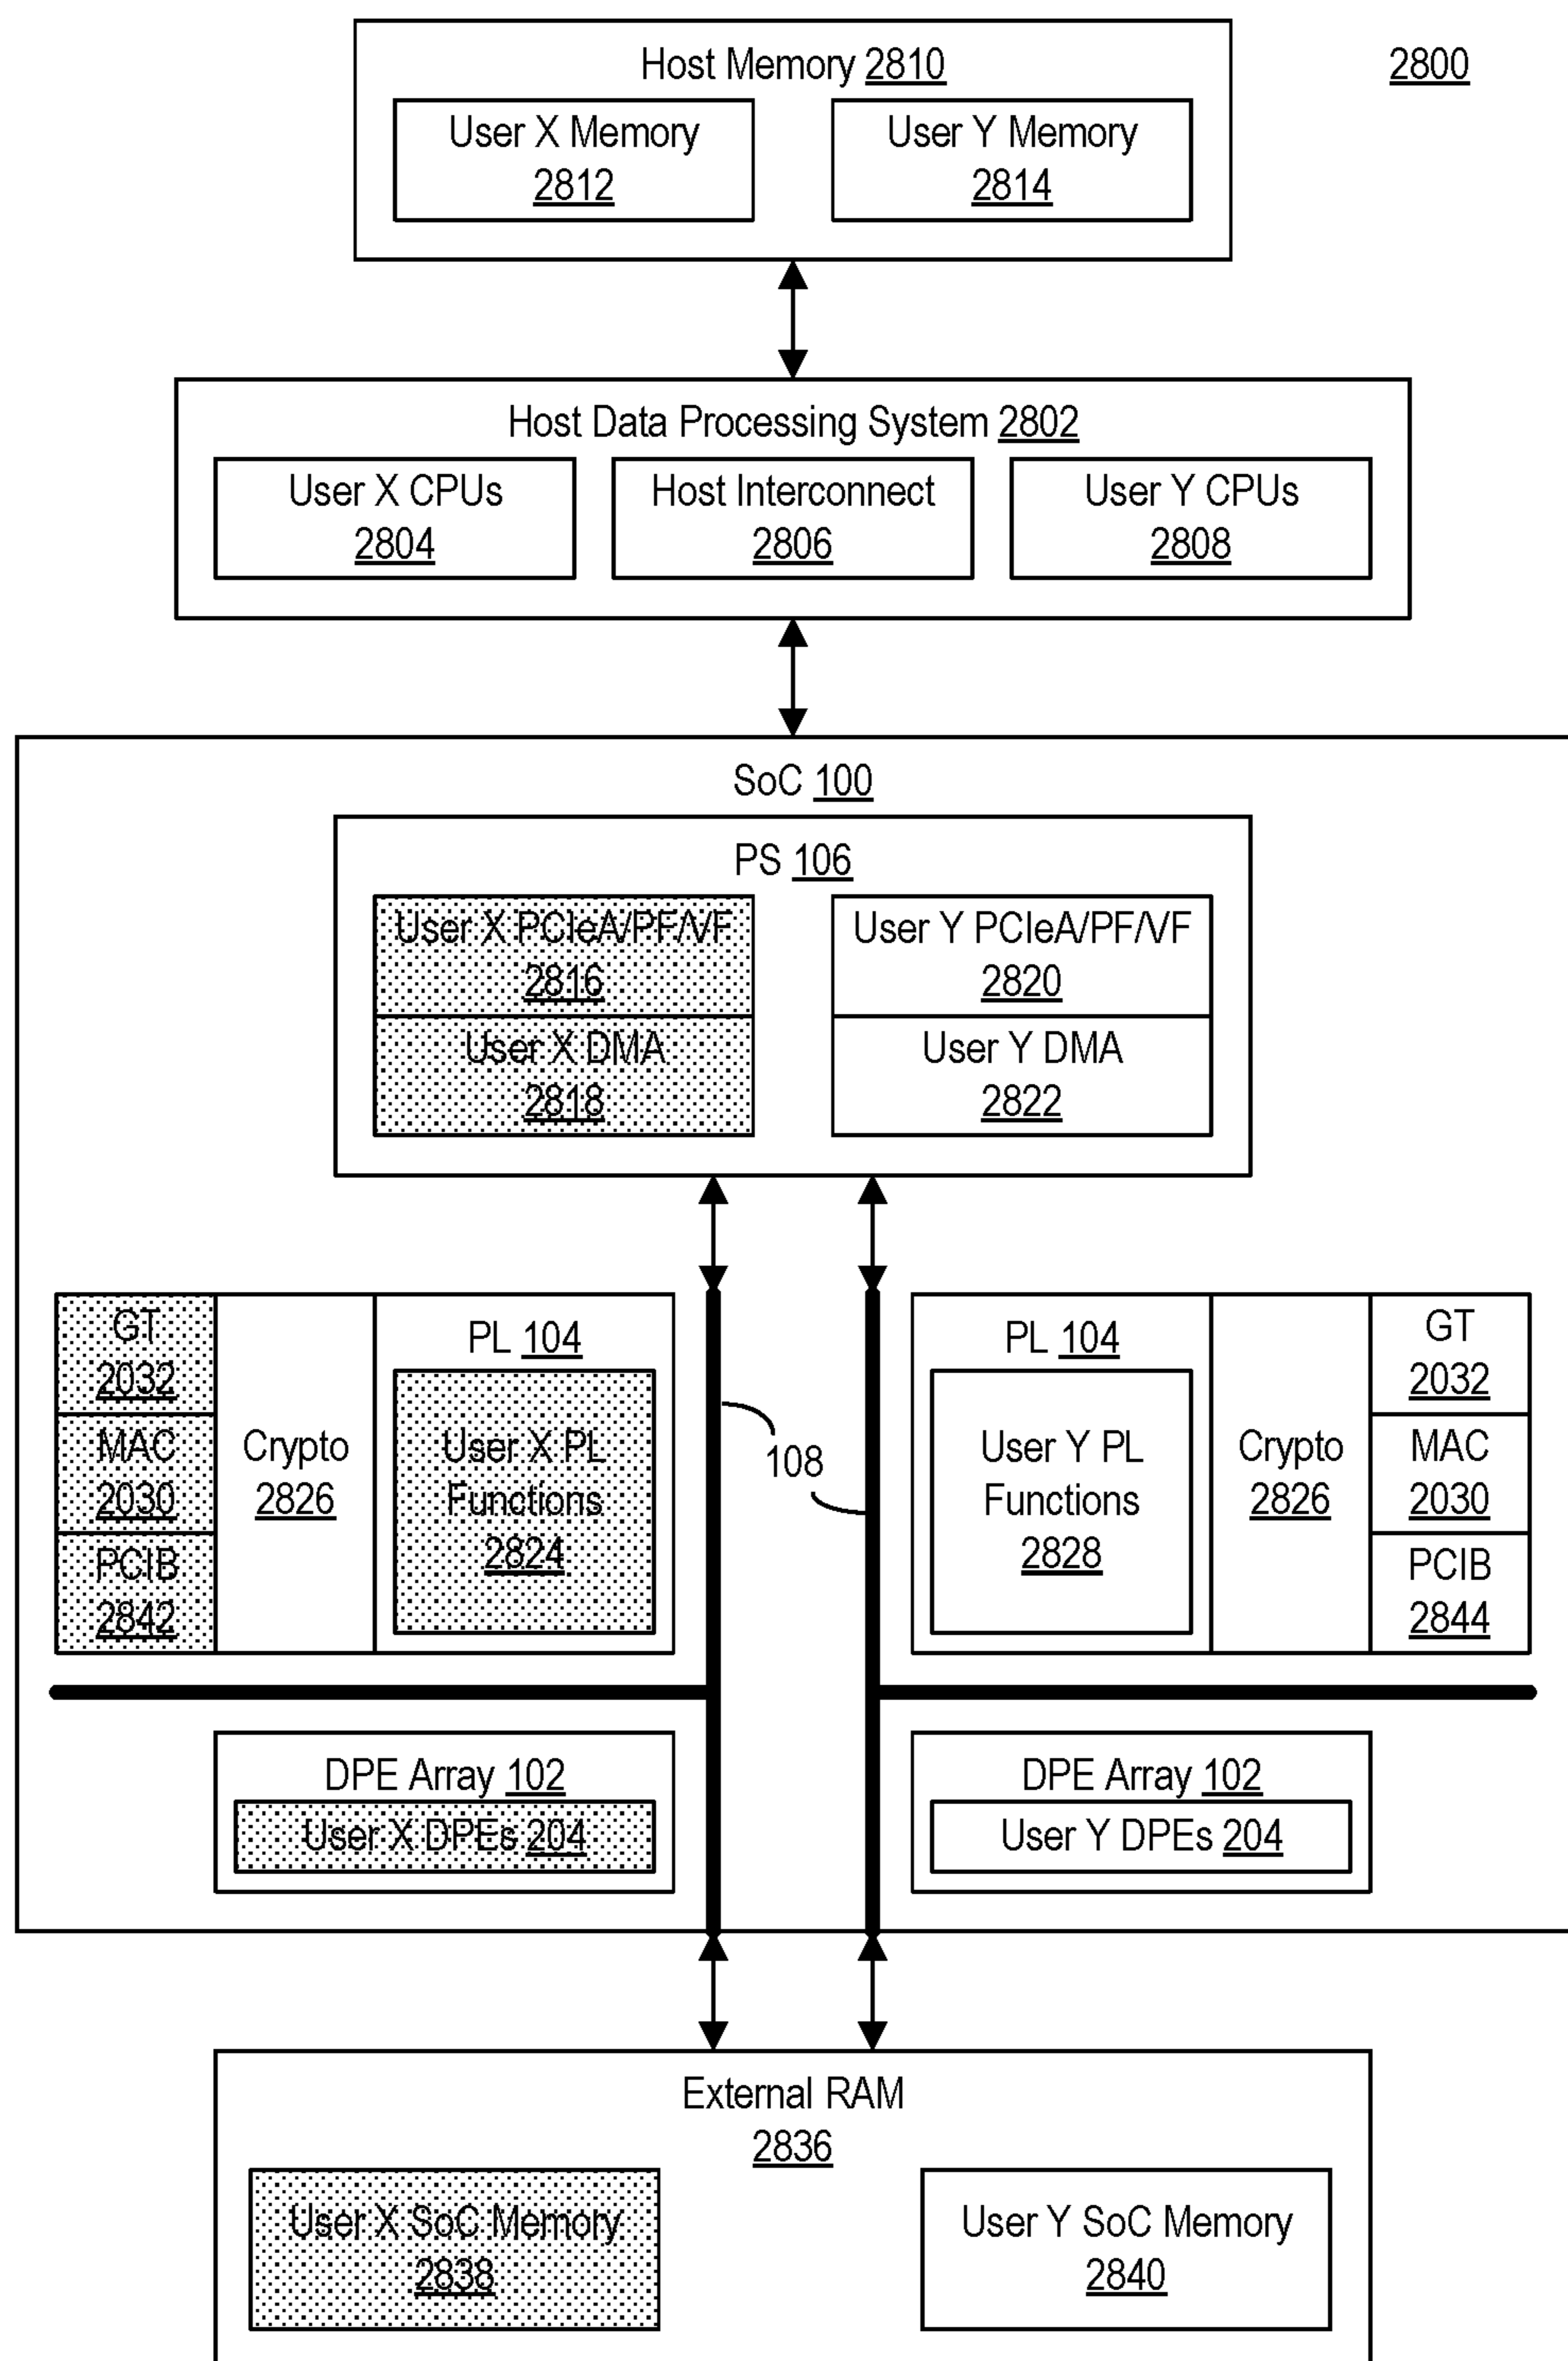 Host Memory 2810
2800
User X Memory
2812
User Y Memory
2814
Host Data Processing System 2802
User X CPUs
2804
Host Interconnect
2806
User Y CPUs
2808
SoC 100
PS 106
User X PCIeA/PF/VF
2816
User X DMA
2818
User Y PCIeA/PF/VF
2820
User Y DMA
2822
GT
2032
MAC
2030
PCIB
2842
Crypto
2826
PL 104
User X PL
Functions
2824
108
PL 104
User Y PL
Functions
2828
Crypto
2826
GT
2032
MAC
2030
PCIB
2844
DPE Array 102
User X DPEs 204
DPE Array 102
User Y DPEs 204
External RAM
2836
User X SoC Memory
2838
User Y SoC Memory
2840